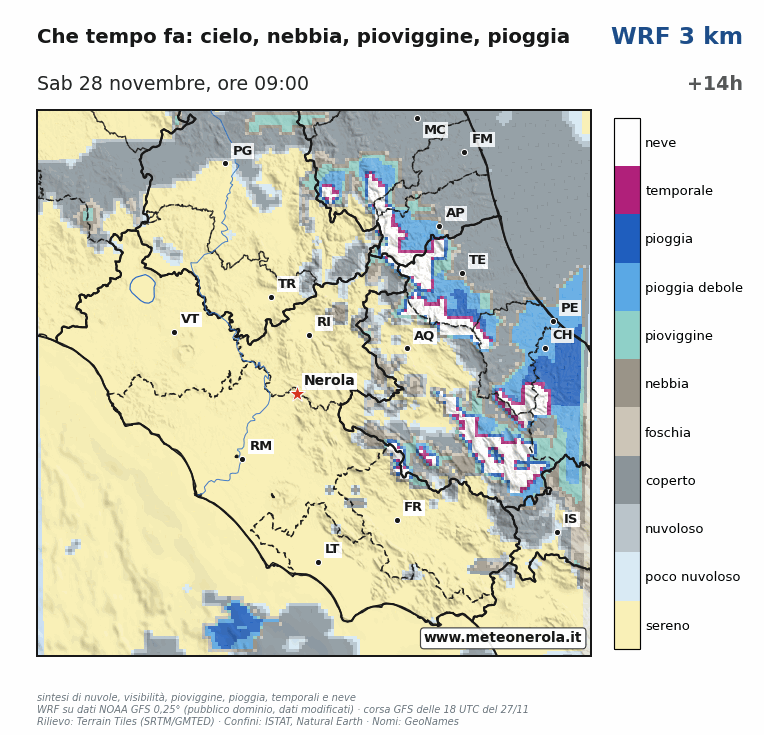 Che tempo fa: cielo, nebbia, pioviggine, pioggia
WRF 3 km
Sab 28 novembre, ore 09:00
+14h
MC
FM
PG
AP
TE
TR
PE
VT
RI
CH
AQ
Nerola
RM
FR
IS
LT
www.meteonerola.it
neve
temporale
pioggia
pioggia debole
pioviggine
nebbia
foschia
coperto
nuvoloso
poco nuvoloso
sereno
sintesi di nuvole, visibilità, pioviggine, pioggia, temporali e neve
WRF su dati NOAA GFS 0,25° (pubblico dominio, dati modificati) · corsa GFS delle 18 UTC del 27/11
Rilievo: Terrain Tiles (SRTM/GMTED) · Confini: ISTAT, Natural Earth · Nomi: GeoNames